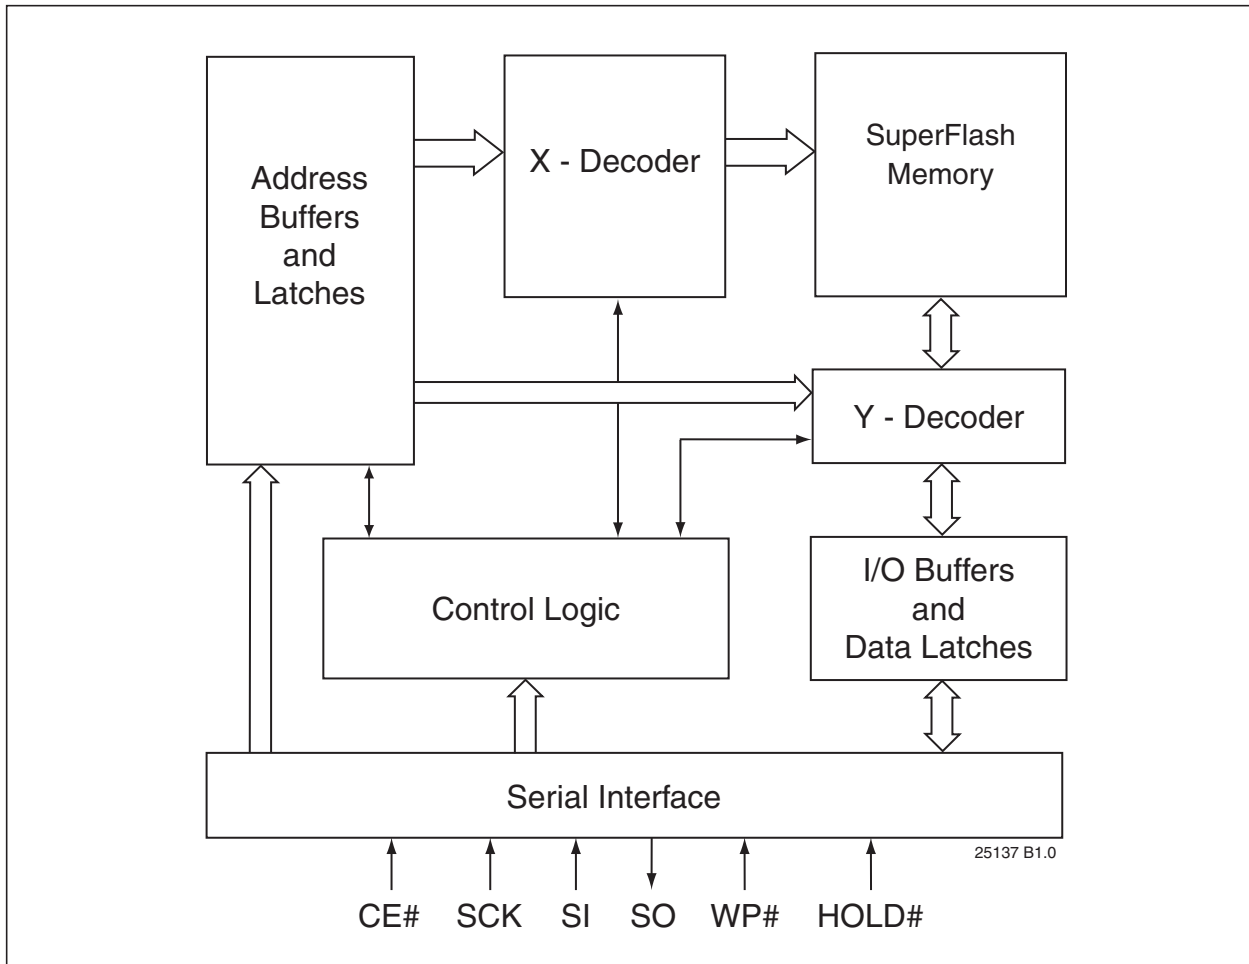 Address
Buffers
and
Latches
X - Decoder
SuperFlash
Memory
Y - Decoder
Control Logic
I/O Buffers
and
Data Latches
Serial Interface
25137 B1.0
CE# SCK SI SO WP# HOLD#